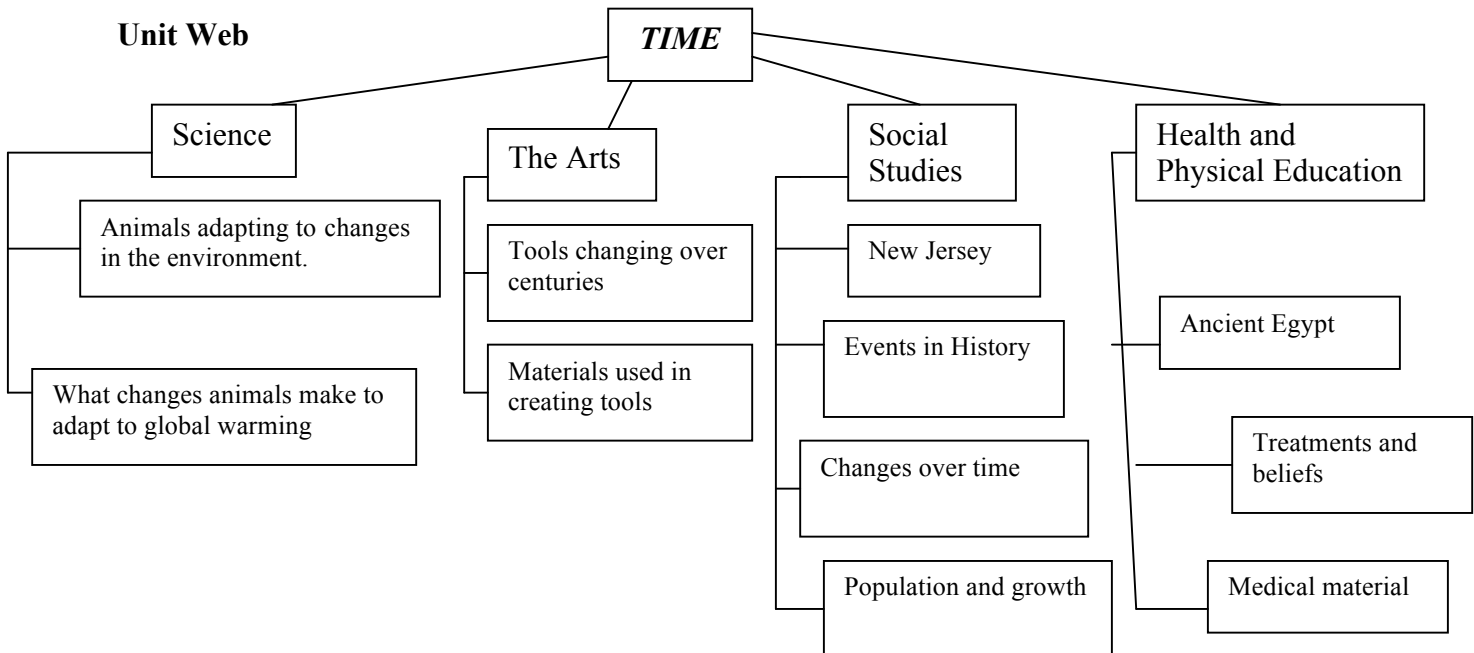 Unit Web
TIME
Science
Animals adapting to changes
in the environment.
What changes animals make to
adapt to global warming
The Arts
Tools changing over
centuries
Materials used in
creating tools
Social
Studies
New Jersey
Events in History
Changes over time
Population and growth
Health and
Physical Education
Ancient Egypt
Treatments and
beliefs
Medical material